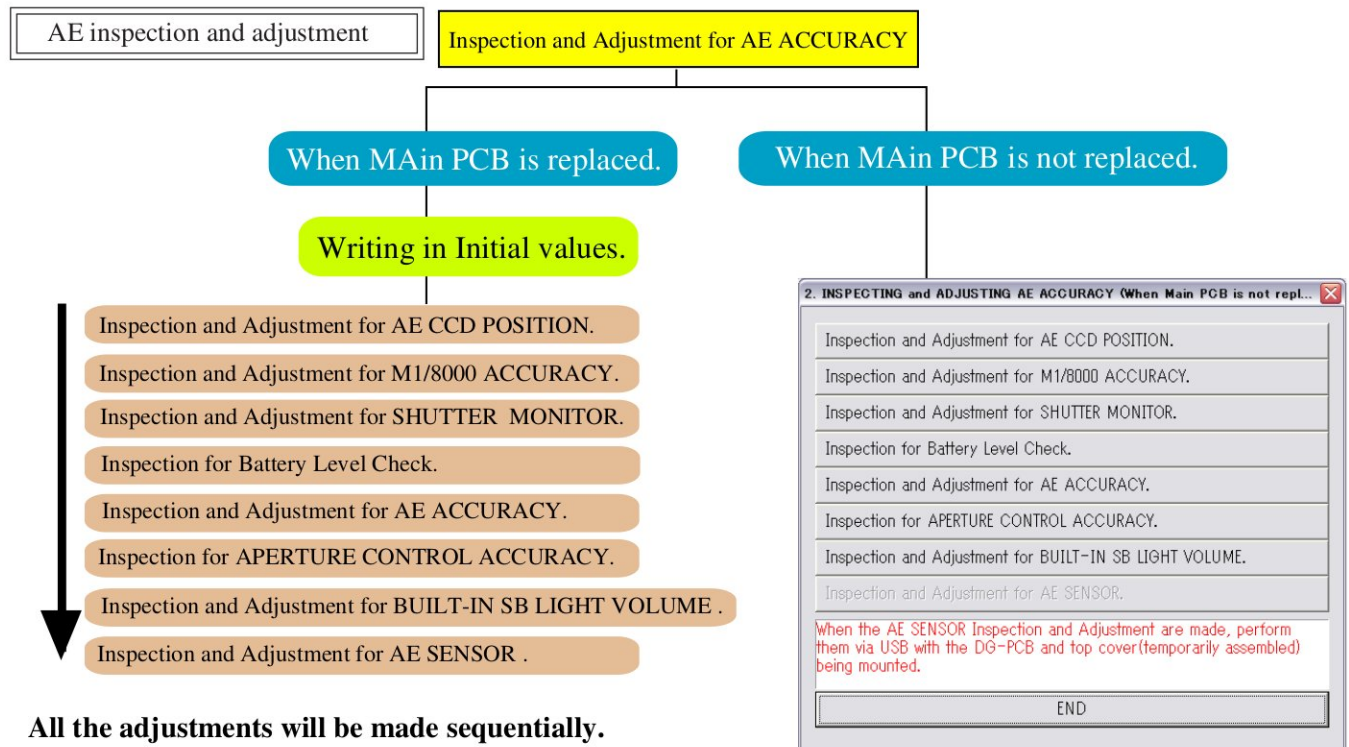 AE inspection and adjustment
Inspection and Adjustment for AE ACCURACY
When MAin PCB is replaced.
When MAin PCB is not replaced.
Writing in Initial values.
Inspection and Adjustment for AE CCD POSITION.
Inspection and Adjustment for M1/8000 ACCURACY.
Inspection and Adjustment for SHUTTER MONITOR.
Inspection for Battery Level Check.
Inspection and Adjustment for AE ACCURACY.
Inspection for APERTURE CONTROL ACCURACY.
Inspection and Adjustment for BUILT-IN SB LIGHT VOLUME .
Inspection and Adjustment for AE SENSOR .
All the adjustments will be made sequentially.
2. INSPECTING and ADJUSTING AE ACCURACY (When Main PCB is not repl...
Inspection and Adjustment for AE CCD POSITION.
Inspection and Adjustment for M1/8000 ACCURACY.
Inspection and Adjustment for SHUTTER MONITOR.
Inspection for Battery Level Check.
Inspection and Adjustment for AE ACCURACY.
Inspection for APERTURE CONTROL ACCURACY.
Inspection and Adjustment for BUILT-IN SB LIGHT VOLUME.
Inspection and Adjustment for AE SENSOR.
When the AE SENSOR Inspection and Adjustment are made, perform
them via USB with the DG-PCB and top cover(temporarily assembled)
being mounted.
END